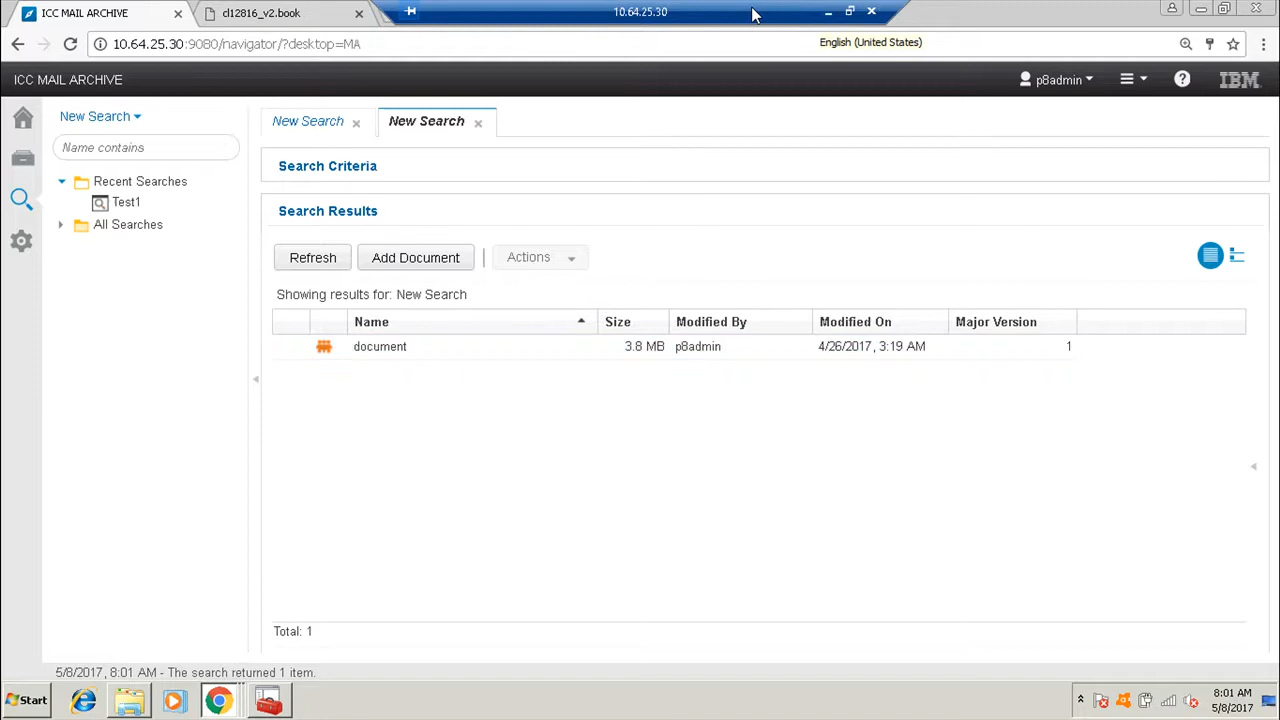 ICC MAIL ARCHIVE
cl12816_v2.book
10.64.25.30
10.64.25.30:9080/navigator/?desktop=MA
English (United States)
ICC MAIL ARCHIVE
p8admin
IBM
New Search
Name contains
Recent Searches
Test1
All Searches
New Search
New Search
Search Criteria
Search Results
Refresh
Add Document
Actions
Showing results for: New Search
Name Size Modified By Modified On Major Version
document 3.8 MB p8admin 4/26/2017, 3:19 AM 1
Total: 1
5/8/2017, 8:01 AM - The search returned 1 item.
Start
8:01 AM
5/8/2017